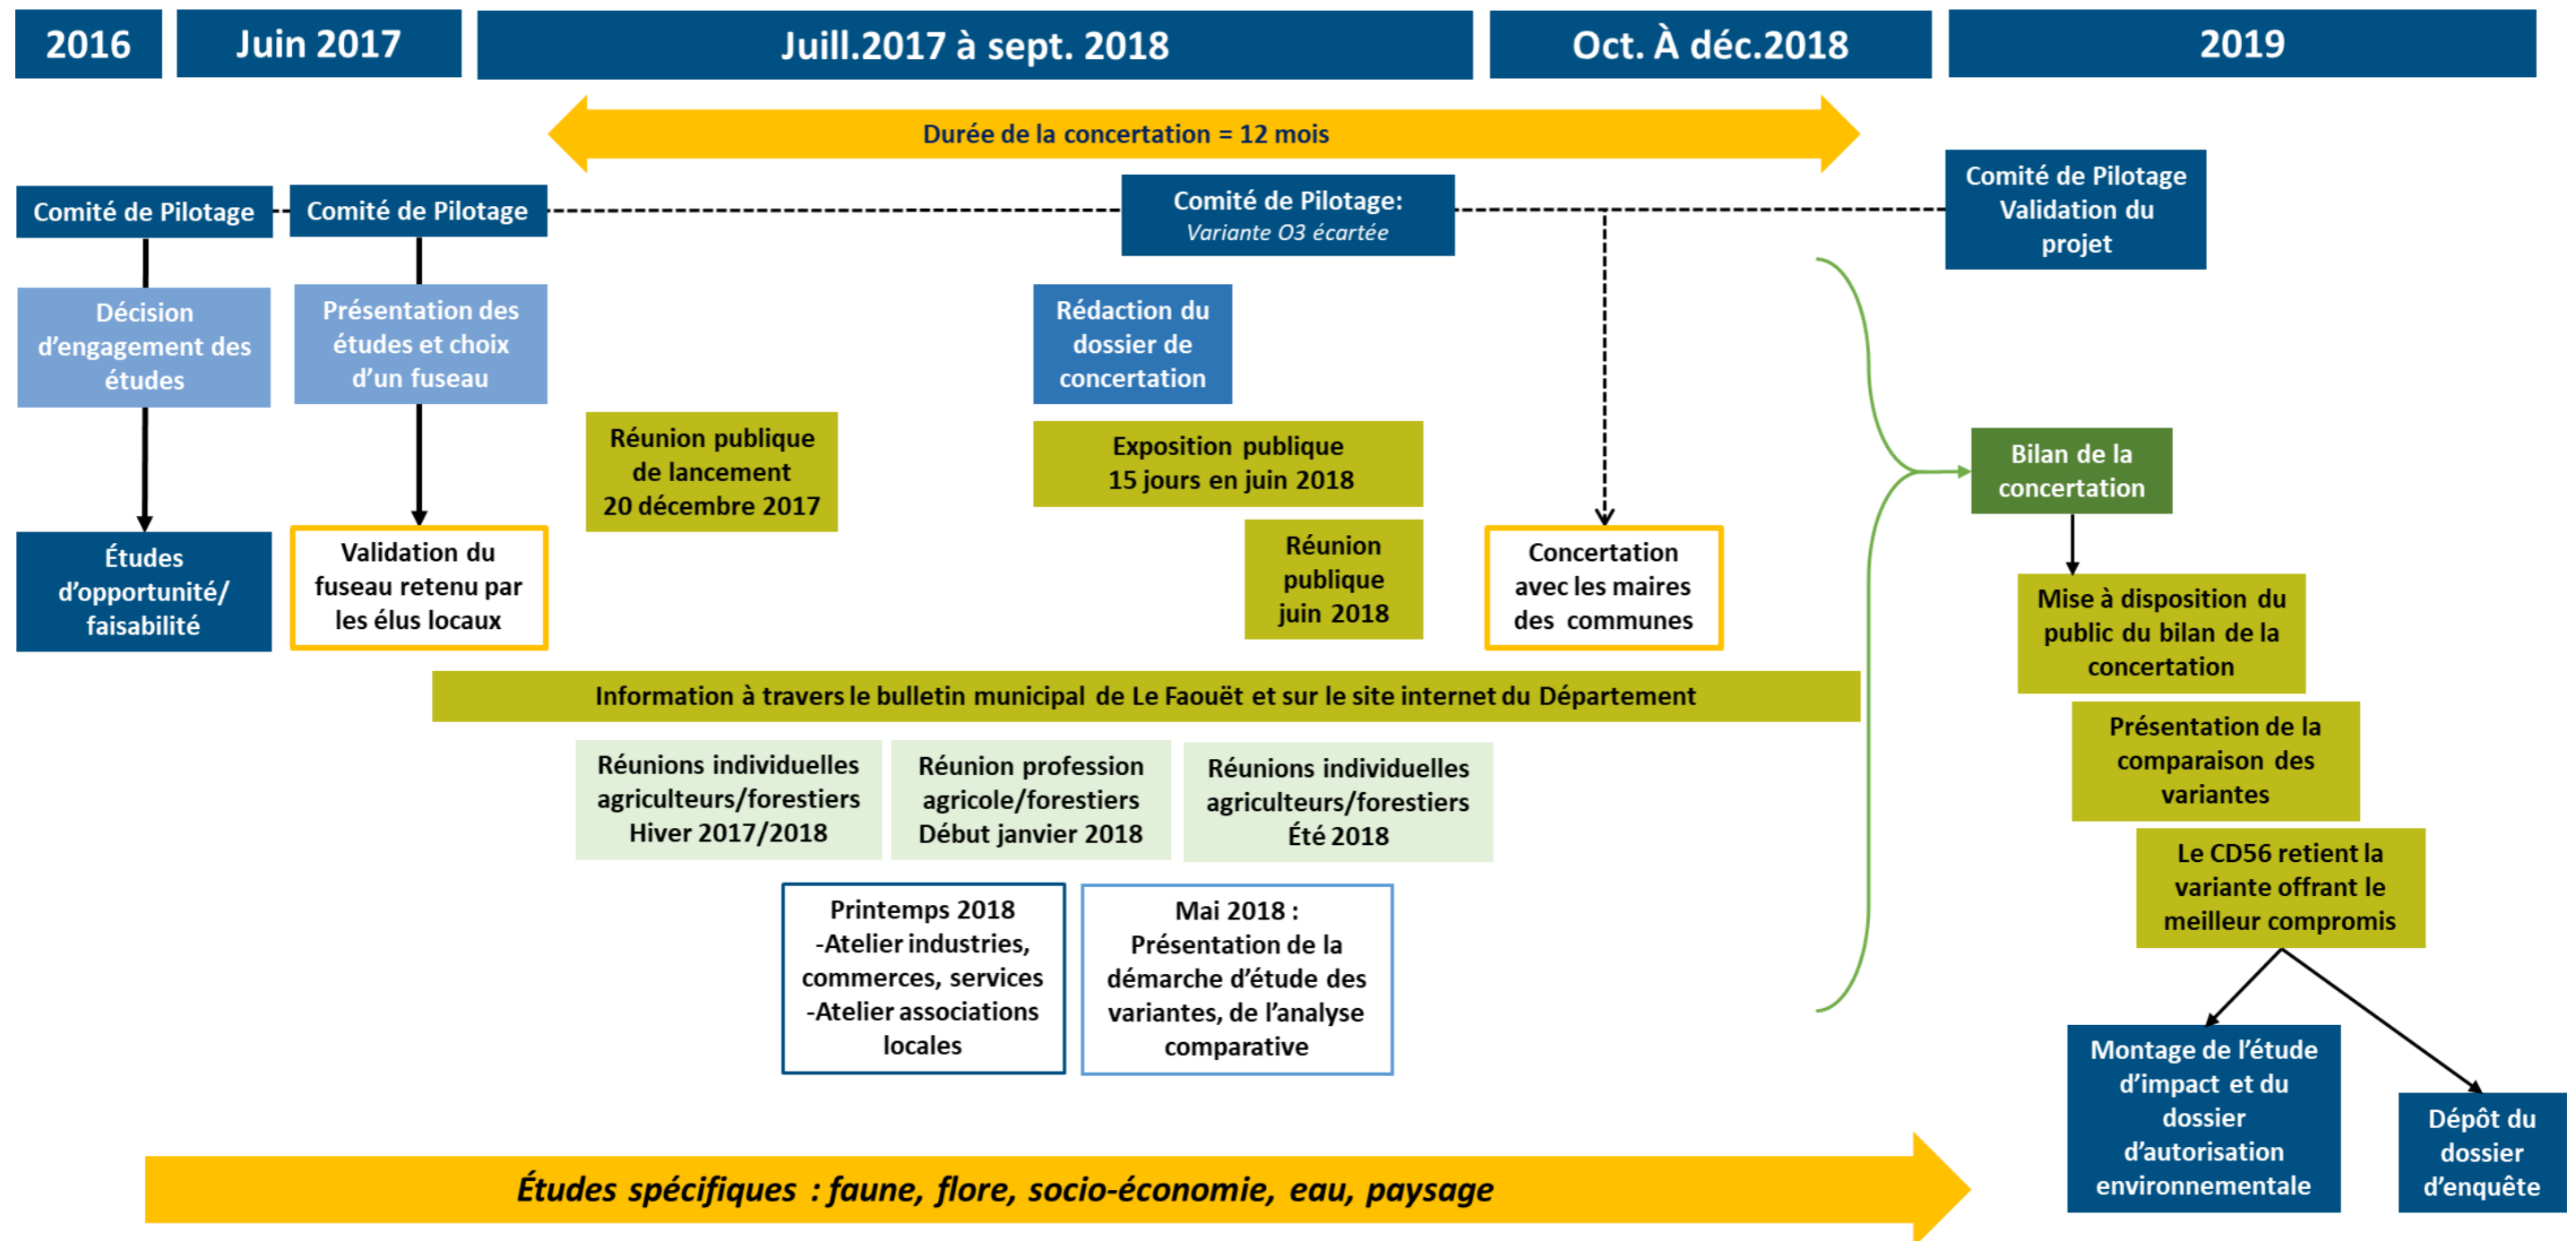 2016
Juin 2017
Juill.2017 à sept. 2018
Oct. À déc.2018
2019
Durée de la concertation = 12 mois
Comité de Pilotage
Comité de Pilotage
Comité de Pilotage:
Variante O3 écartée
Comité de Pilotage
Validation du
projet
Décision
d’engagement des
études
Présentation des
études et choix
d’un fuseau
Rédaction du
dossier de
concertation
Réunion publique
de lancement
20 décembre 2017
Exposition publique
15 jours en juin 2018
Bilan de la
concertation
Études
d’opportunité/
faisabilité
Validation du
fuseau retenu par
les élus locaux
Réunion
publique
juin 2018
Concertation
avec les maires
des communes
Mise à disposition du
public du bilan de la
concertation
Information à travers le bulletin municipal de Le Faouët et sur le site internet du Département
Présentation de la
comparaison des
variantes
Réunions individuelles
agriculteurs/forestiers
Hiver 2017/2018
Réunion profession
agricole/forestiers
Début janvier 2018
Réunions individuelles
agriculteurs/forestiers
Été 2018
Le CD56 retient la
variante offrant le
meilleur compromis
Printemps 2018
-Atelier industries,
commerces, services
-Atelier associations
locales
Mai 2018 :
Présentation de la
démarche d’étude des
variantes, de l’analyse
comparative
Montage de l’étude
d’impact et du
dossier
d’autorisation
environnementale
Dépôt du
dossier
d’enquête
Études spécifiques : faune, flore, socio-économie, eau, paysage